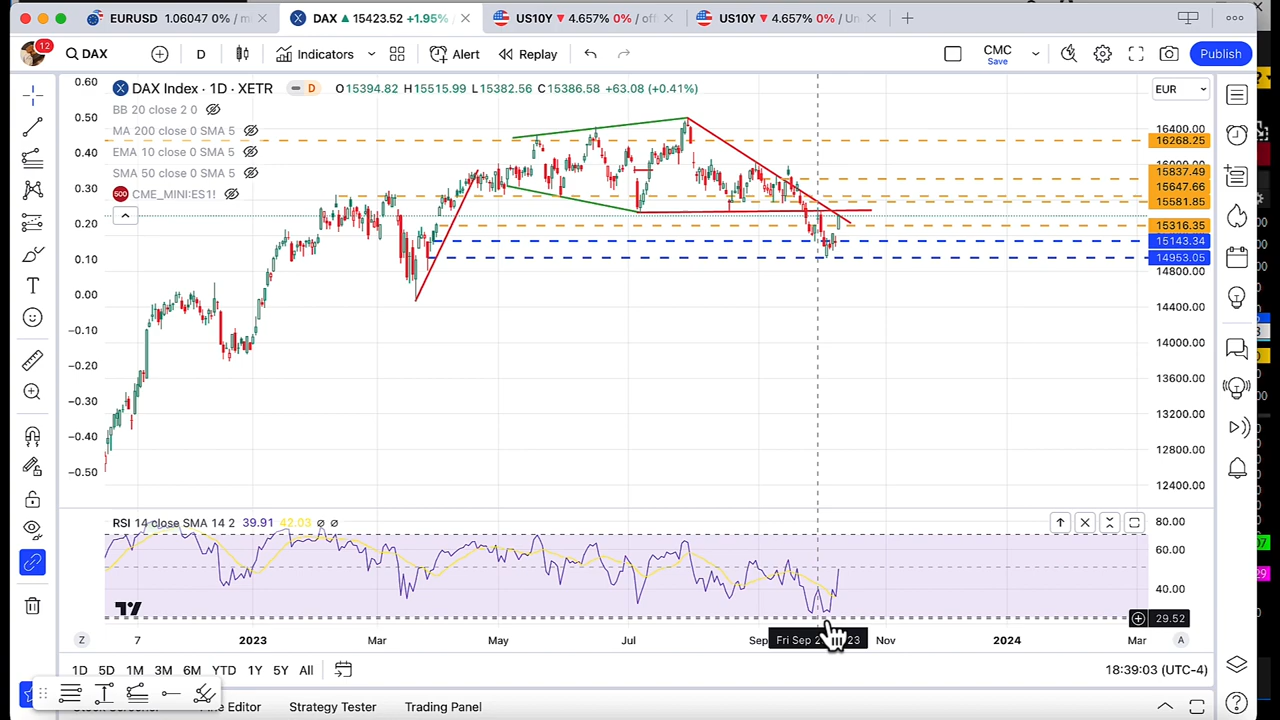 EURUSD 1.06047 0% / m
DAX ▲ 15423.52 +1.95%
US10Y ▼ 4.657% 0% / off
US10Y ▼ 4.657% 0% / Un
12
DAX
D
Indicators
Alert
Replay
CMC
Save
Publish
DAX Index · 1D · XETR
D
O15394.82 H15515.99 L15382.56 C15386.58 +63.08 (+0.41%)
EUR
BB 20 close 2 0
MA 200 close 0 SMA 5
EMA 10 close 0 SMA 5
SMA 50 close 0 SMA 5
500 CME_MINI:ES1!
0.60
0.50
0.40
0.30
0.20
0.10
0.00
−0.10
−0.20
−0.30
−0.40
−0.50
16400.00
16268.25
16000.00
15837.49
15647.66
15581.85
15316.35
15143.34
14953.05
14800.00
14400.00
14000.00
13600.00
13200.00
12800.00
12400.00
RSI 14 close SMA 14 2 39.91 42.03 ∅ ∅
80.00
60.00
40.00
29.52
Z
7
2023
Mar
May
Jul
Sep
Nov
2024
Mar
A
1D 5D 1M 3M 6M YTD 1Y 5Y All
18:39:03 (UTC-4)
Strategy Tester
Trading Panel